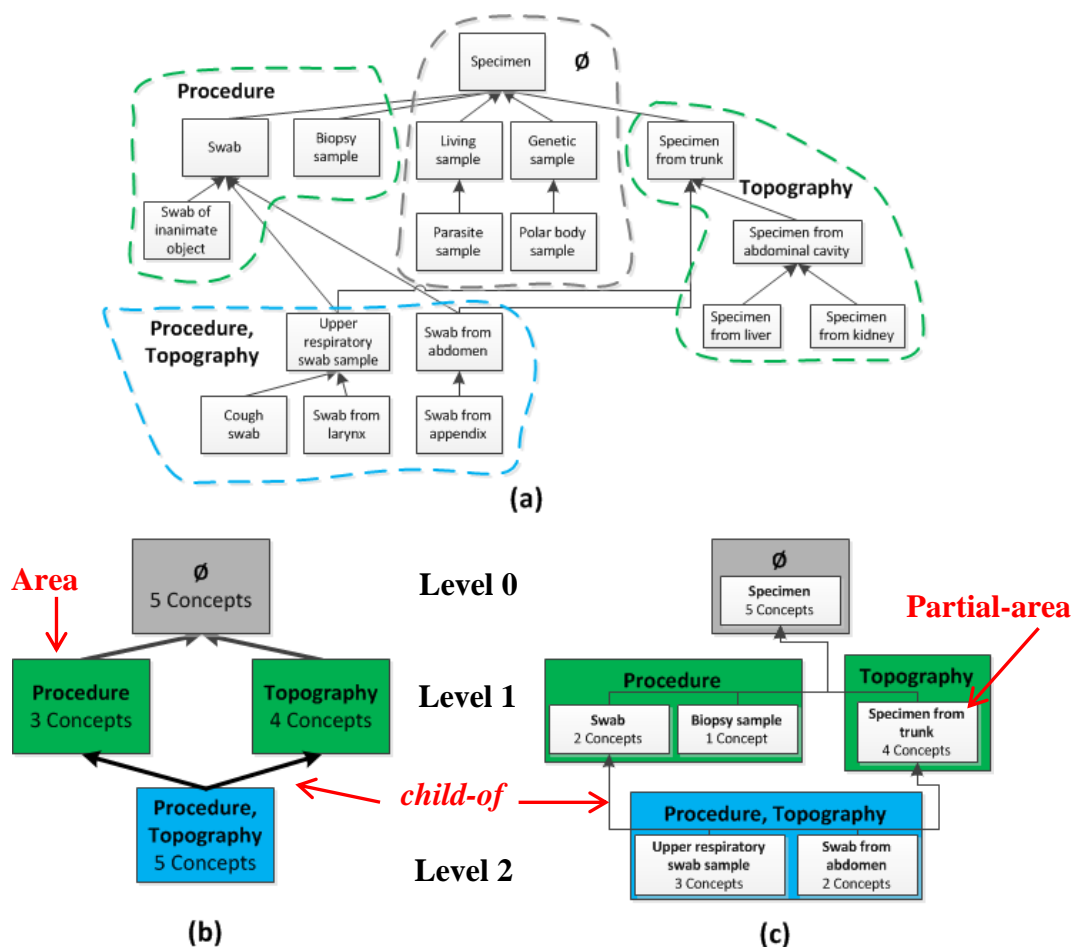 Specimen
Ø
Procedure
Swab
Biopsy
sample
Living
sample
Genetic
sample
Specimen
from trunk
Topography
Swab of
inanimate
object
Parasite
sample
Polar body
sample
Specimen from
abdominal cavity
Procedure,
Topography
Upper
respiratory
swab sample
Swab from
abdomen
Specimen
from liver
Specimen
from kidney
Cough
swab
Swab from
larynx
Swab from
appendix
(a)
Area
Ø
5 Concepts
Procedure
3 Concepts
Topography
4 Concepts
Procedure,
Topography
5 Concepts
(b)
Level 0
Level 1
child-of
Level 2
Ø
Specimen
5 Concepts
Partial-area
Procedure
Swab
2 Concepts
Biopsy sample
1 Concept
Topography
Specimen from
trunk
4 Concepts
Procedure, Topography
Upper respiratory
swab sample
3 Concepts
Swab from
abdomen
2 Concepts
(c)